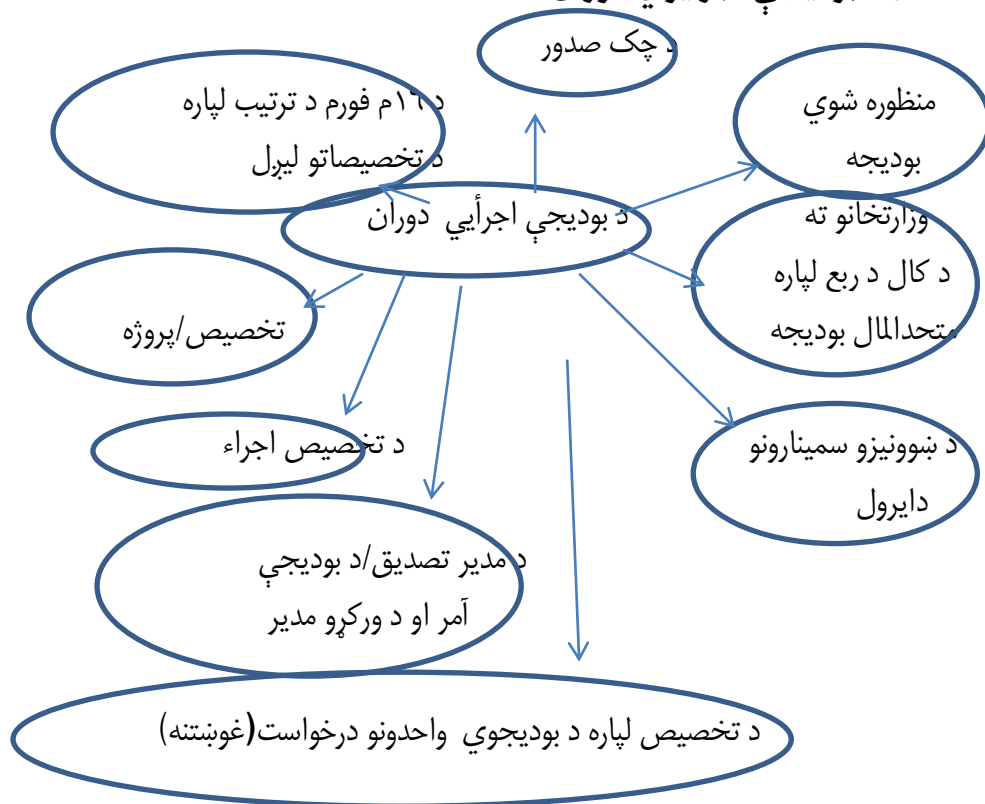 د چک صدور
منظوره شوي
بودیجه
د ١٦م فورم د ترتیب لپاره
د تخصیصاتو لیږل
د بودیجې اجرأیي دوران
وزارتخانو ته
د کال د ربع لپاره
متحدالمال بودیجه
تخصیص/پروژه
د ښوونیزو سمینارونو
دایرول
د تخصیص اجراء
د مدیر تصدیق/د بودیجې
آمر او د ورکړو مدیر
د تخصیص لپاره د بودیجوي واحدونو درخواست(غوښتنه)